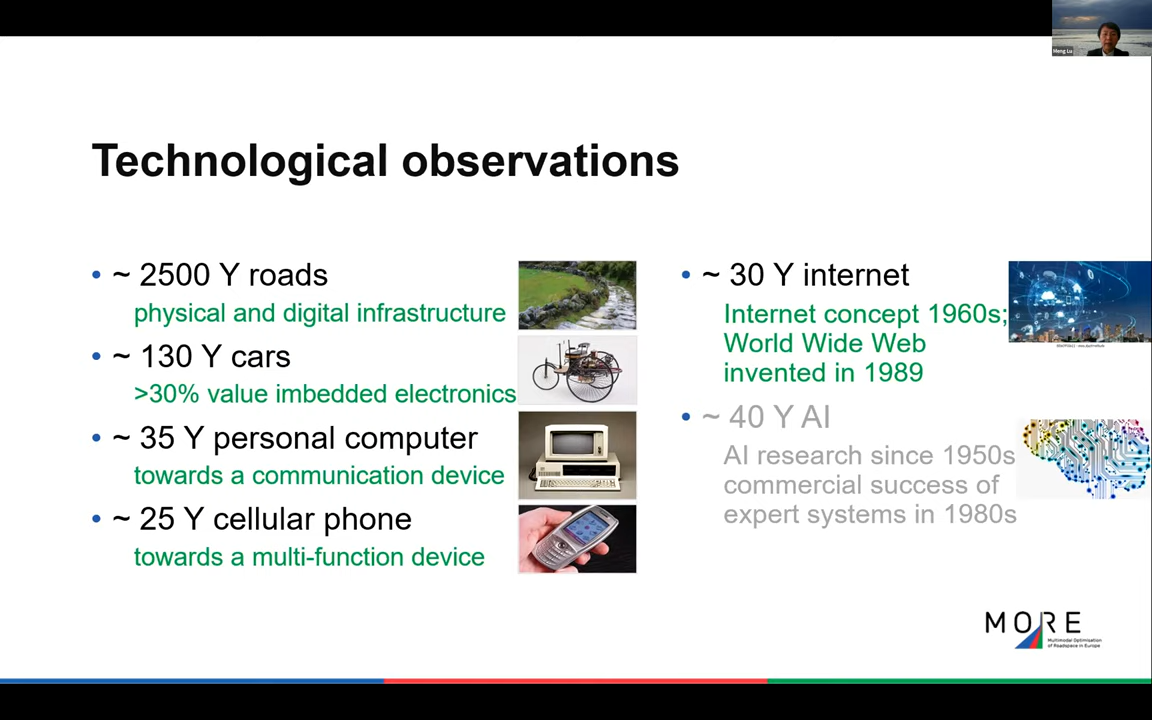 Meng Lu
Technological observations
• ~ 2500 Y roads
physical and digital infrastructure
• ~ 130 Y cars
>30% value imbedded electronics
• ~ 35 Y personal computer
towards a communication device
• ~ 25 Y cellular phone
towards a multi-function device
• ~ 30 Y internet
Internet concept 1960s;
World Wide Web
invented in 1989
• ~ 40 Y AI
AI research since 1950s
commercial success of
expert systems in 1980s
MORE
Multimodal Optimisation
of Roadspace in Europe